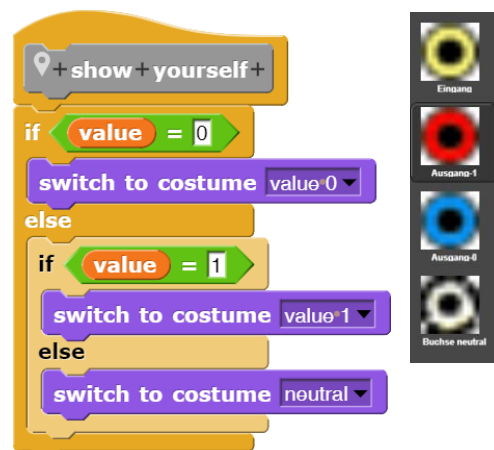 +show+yourself+
if value = 0
switch to costume value 0
else
if value = 1
switch to costume value 1
else
switch to costume neutral
Eingang
Ausgang-1
Ausgang-0
Buchse neutral